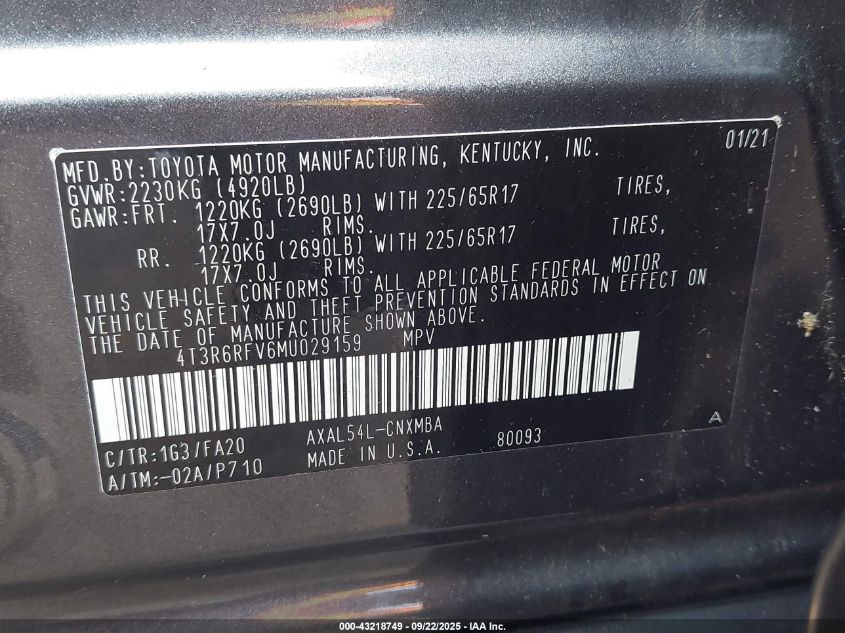 01/21
MFD.BY:TOYOTA MOTOR MANUFACTURING, KENTUCKY, INC.
GVWR:2230KG (4920LB)
GAWR:FRT. 1220KG (2690LB) WITH 225/65R17 TIRES,
17X7.0J RIMS.
RR. 1220KG (2690LB) WITH 225/65R17 TIRES,
17X7.0J RIMS.
THIS VEHICLE CONFORMS TO ALL APPLICABLE FEDERAL MOTOR
VEHICLE SAFETY AND THEFT PREVENTION STANDARDS IN EFFECT ON
THE DATE OF MANUFACTURE SHOWN ABOVE.
4T3R6RFV6MU029159 MPV
C/TR:1G3/FA20 AXAL54L-CNXMBA 80093 A
A/TM:-02A/P710 MADE IN U.S.A.
000-43218749 - 09/22/2025 - IAA Inc.